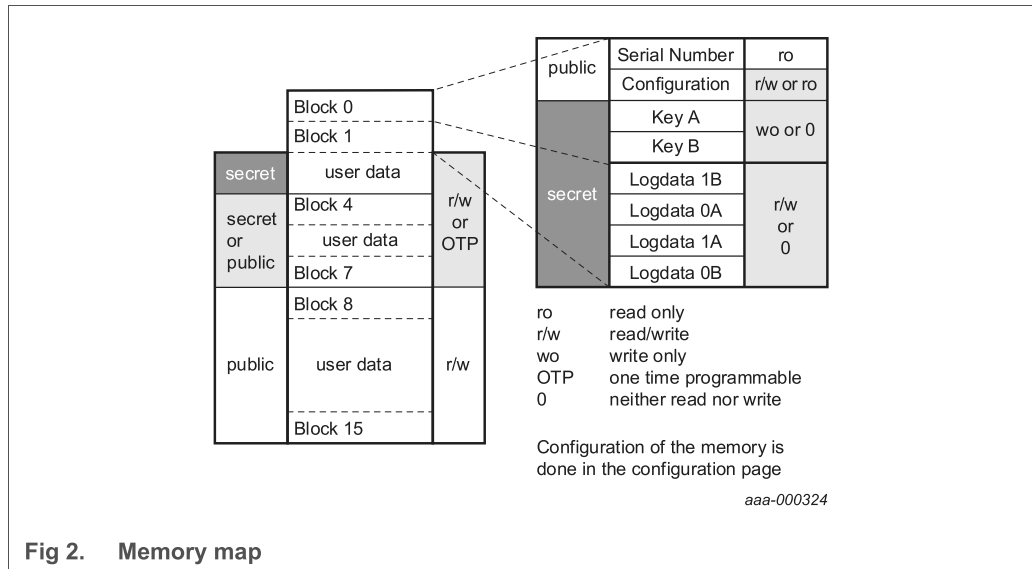 Block 0
Block 1
secret
user data
secret
or
public
Block 4
user data
Block 7
r/w
or
OTP
Block 8
public
user data
r/w
Block 15
public
Serial Number
ro
Configuration
r/w or ro
secret
Key A
Key B
wo or 0
Logdata 1B
Logdata 0A
Logdata 1A
Logdata 0B
r/w
or
0
ro read only
r/w read/write
wo write only
OTP one time programmable
0 neither read nor write
Configuration of the memory is
done in the configuration page
aaa-000324
Fig 2. Memory map